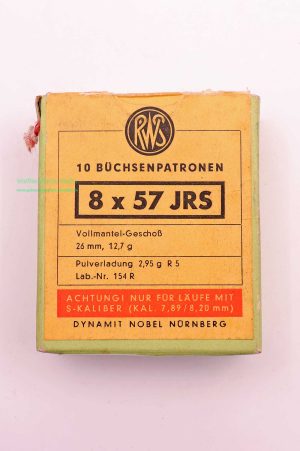 RWS
10 BÜCHSENPATRONEN
8 x 57 JRS
Vollmantel-Geschoß
26 mm, 12,7 g
Pulverladung 2,95 g R 5
Lab.-Nr. 154 R
ACHTUNG! NUR FÜR LÄUFE MIT
S-KALIBER (KAL. 7,89/8,20 mm)
DYNAMIT NOBEL NÜRNBERG